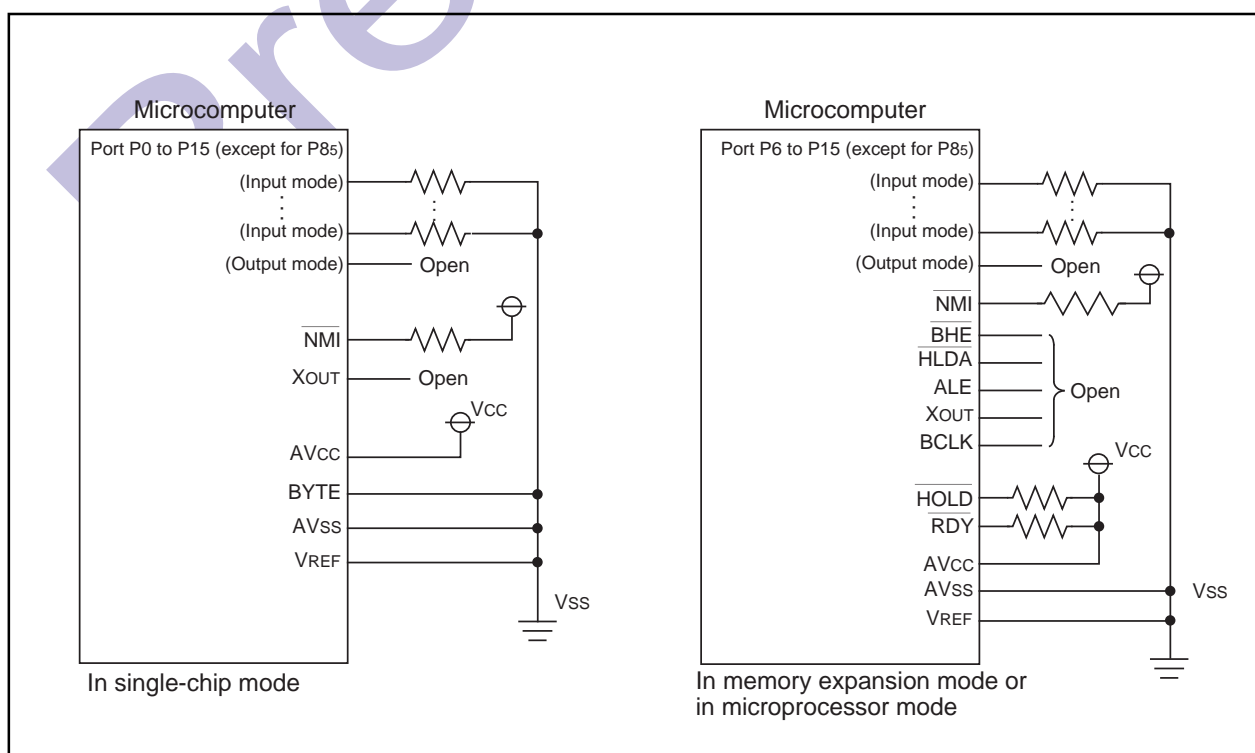 Pre
Microcomputer
Port P0 to P15 (except for P85)
(Input mode)
(Input mode)
(Output mode)
Open
NMI
XOUT
Open
VCC
AVCC
BYTE
AVSS
VREF
VSS
In single-chip mode
Microcomputer
Port P6 to P15 (except for P85)
(Input mode)
(Input mode)
(Output mode)
Open
NMI
BHE
HLDA
ALE
Open
XOUT
BCLK
VCC
HOLD
RDY
AVCC
AVSS
VSS
VREF
In memory expansion mode or
in microprocessor mode